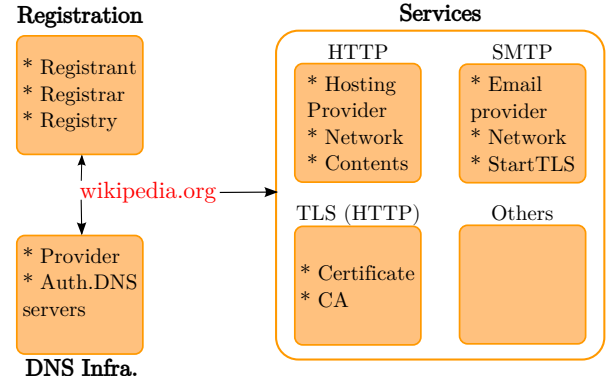 Registration
* Registrant
* Registrar
* Registry
wikipedia.org
* Provider
* Auth.DNS
servers
DNS Infra.
Services
HTTP
* Hosting
Provider
* Network
* Contents
SMTP
* Email
provider
* Network
* StartTLS
TLS (HTTP)
* Certificate
* CA
Others